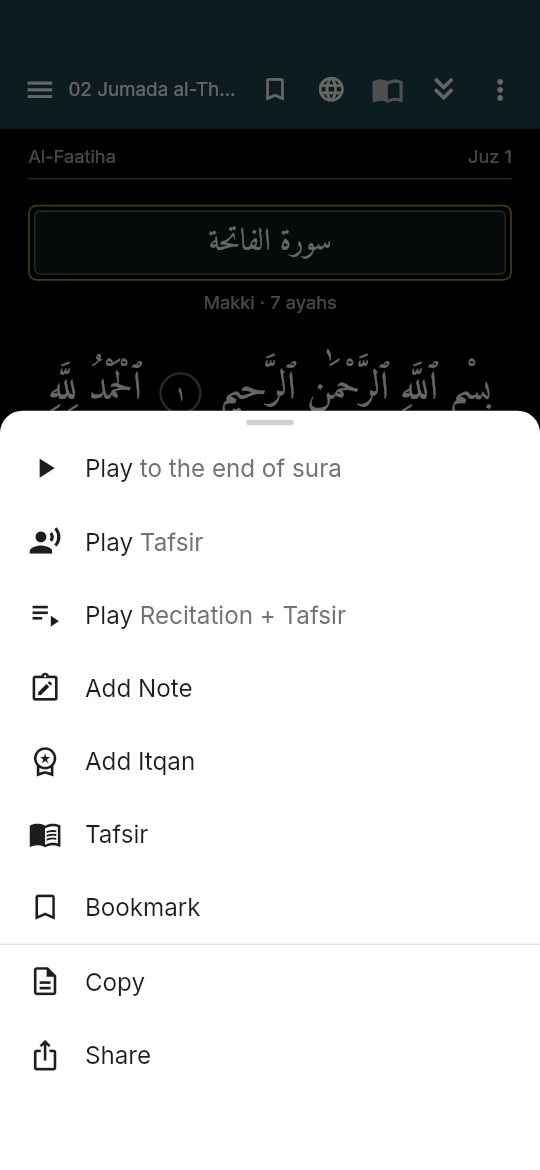 02 Jumada al-Th...
Al-Faatiha Juz 1
سورة الفاتحة
Makki · 7 ayahs
بِسْمِ ٱللَّهِ ٱلرَّحْمَٰنِ ٱلرَّحِيمِ ١ ٱلْحَمْدُ لِلَّهِ
Play to the end of sura
Play Tafsir
Play Recitation + Tafsir
Add Note
Add Itqan
Tafsir
Bookmark
Copy
Share